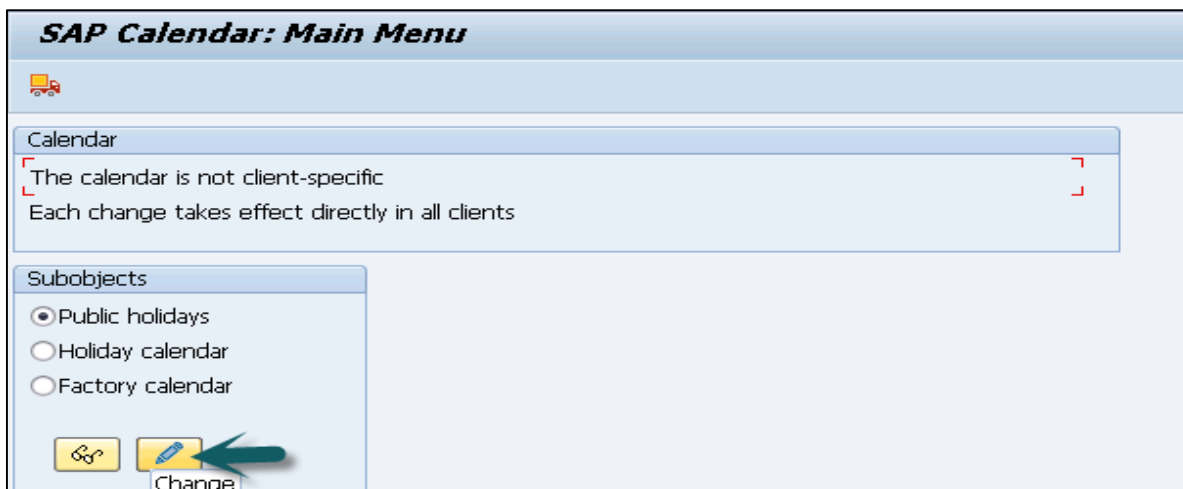 SAP Calendar: Main Menu
Calendar
The calendar is not client-specific
Each change takes effect directly in all clients
Subobjects
Public holidays
Holiday calendar
Factory calendar
Change